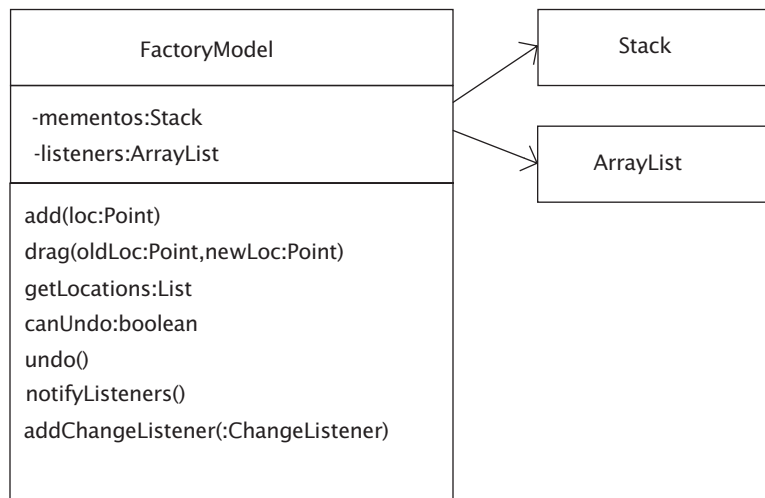 FactoryModel
-mementos:Stack
-listeners:ArrayList
add(loc:Point)
drag(oldLoc:Point,newLoc:Point)
getLocations:List
canUndo:boolean
undo()
notifyListeners()
addChangeListener(:ChangeListener)
Stack
ArrayList